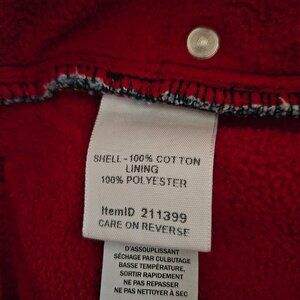 SHELL-100% COTTON
LINING
100% POLYESTER
ItemID 211399
CARE ON REVERSE
D'ASSOUPLISSANT
SÉCHAGE PAR CULBUTAGE
BASSE TEMPÉRATURE,
SORTIR RAPIDEMENT
NE PAS REPASSER
NE PAS NETTOYER À SEC